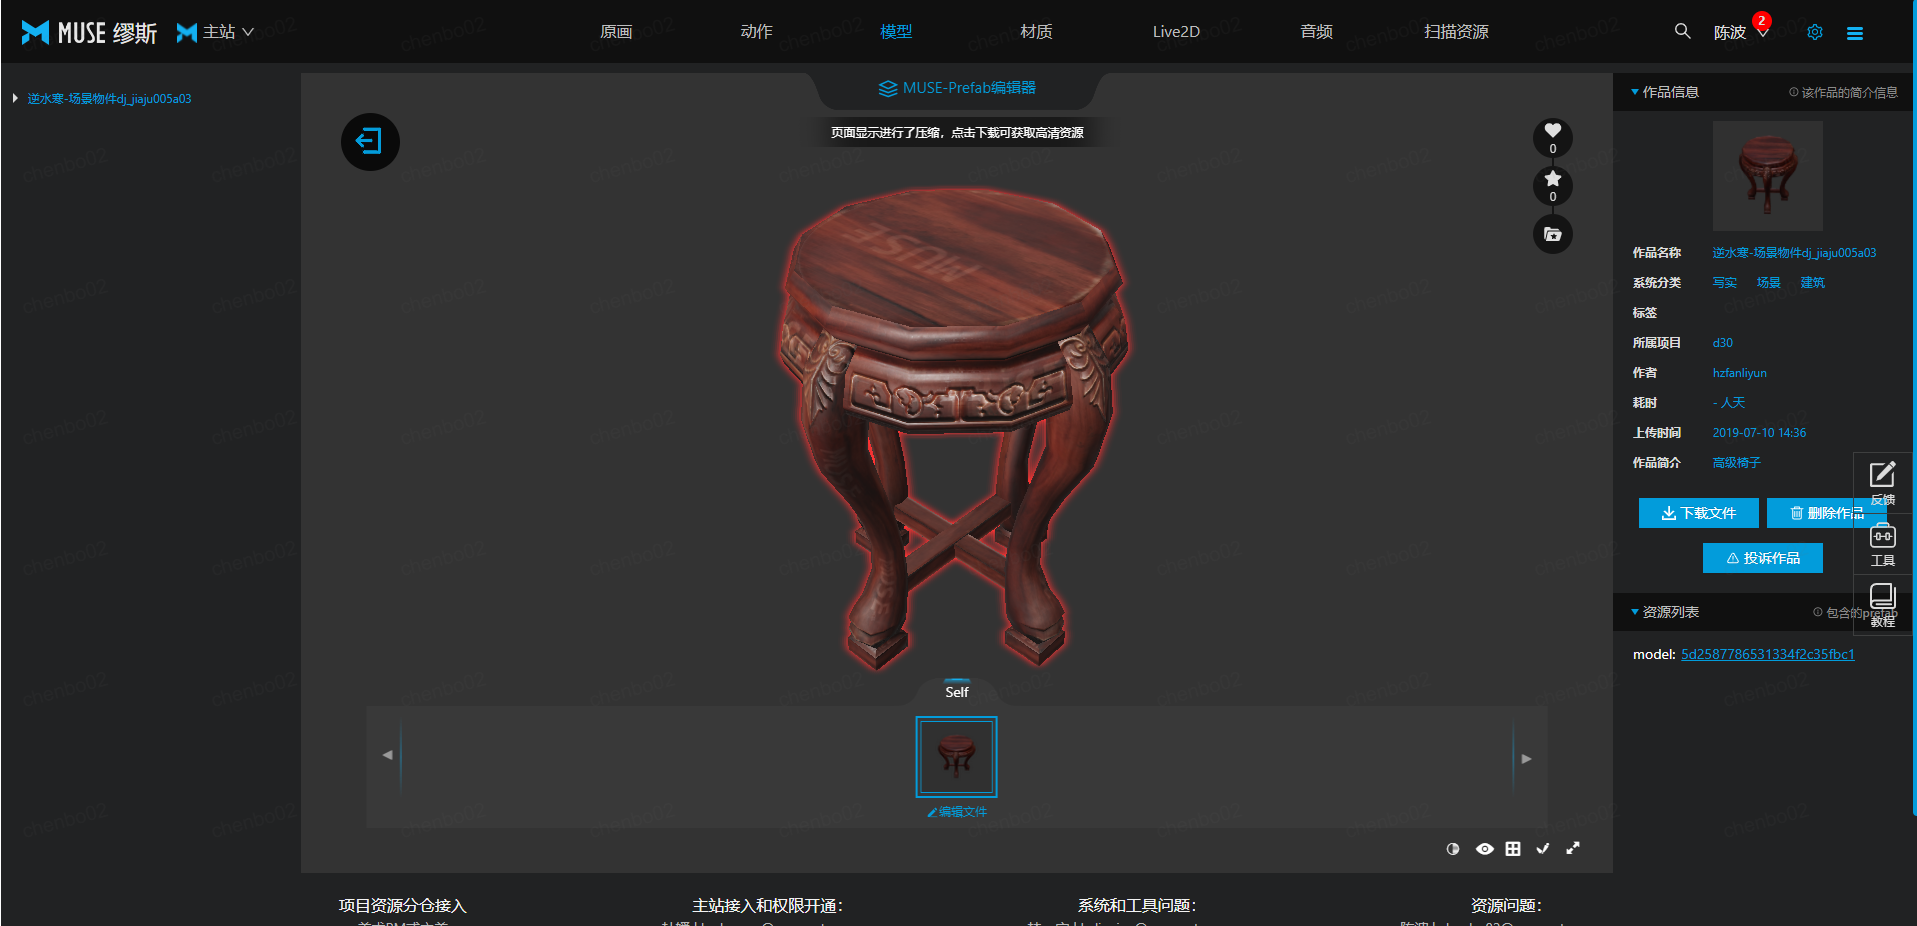 MUSE 缪斯
主站
原画
动作
模型
材质
Live2D
音频
扫描资源
陈波
2
逆水寒-场景物件dj_jiaju005a03
MUSE-Prefab编辑器
页面显示进行了压缩，点击下载可获取高清资源
0
0
MUSE
Self
编辑文件
作品信息
该作品的简介信息
作品名称 逆水寒-场景物件dj_jiaju005a03
系统分类 写实 场景 建筑
标签
所属项目 d30
作者 hzfanliyun
耗时 - 人天
上传时间 2019-07-10 14:36
作品简介 高级椅子
下载文件
删除作品
投诉作品
反馈
工具
教程
资源列表
包含的prefab
model: 5d2587786531334f2c35fbc1
项目资源分仓接入
主站接入和权限开通：
系统和工具问题：
资源问题：
chenbo02